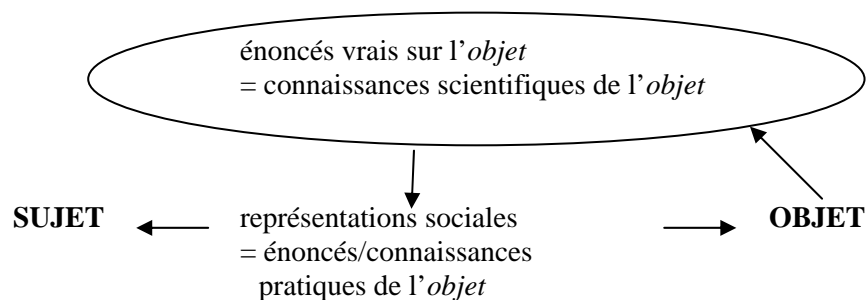 énoncés vrais sur l’objet
= connaissances scientifiques de l’objet
SUJET
représentations sociales
OBJET
= énoncés/connaissances
pratiques de l’objet